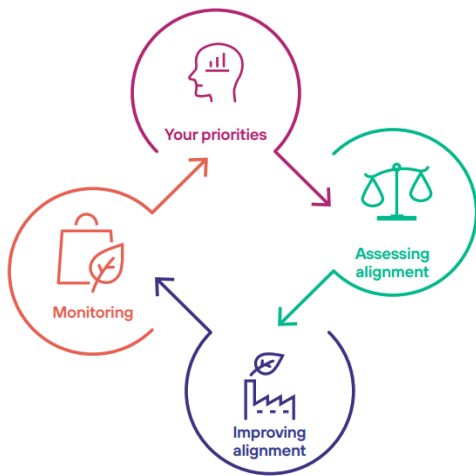 Your priorities
Assessing
alignment
Improving
alignment
Monitoring